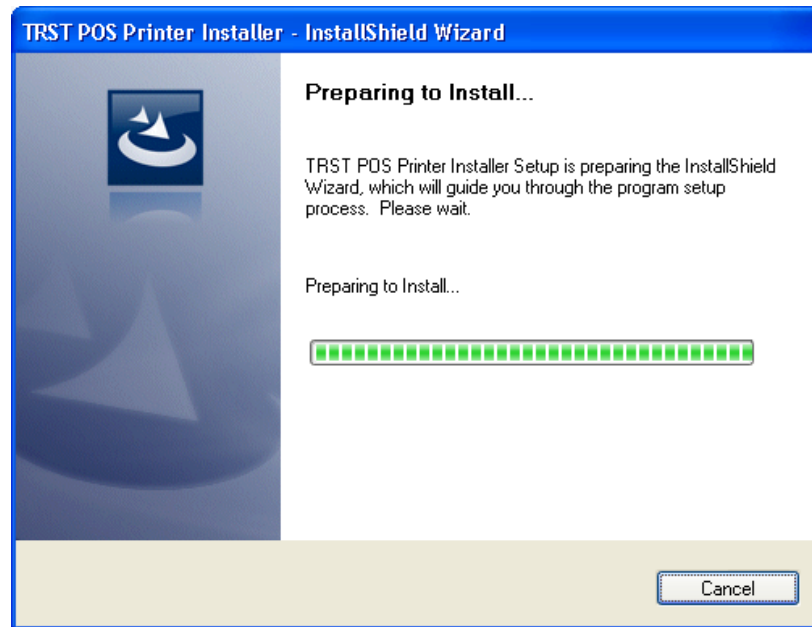 TRST POS Printer Installer - InstallShield Wizard
Preparing to Install...
TRST POS Printer Installer Setup is preparing the InstallShield
Wizard, which will guide you through the program setup
process. Please wait.
Preparing to Install...
Cancel